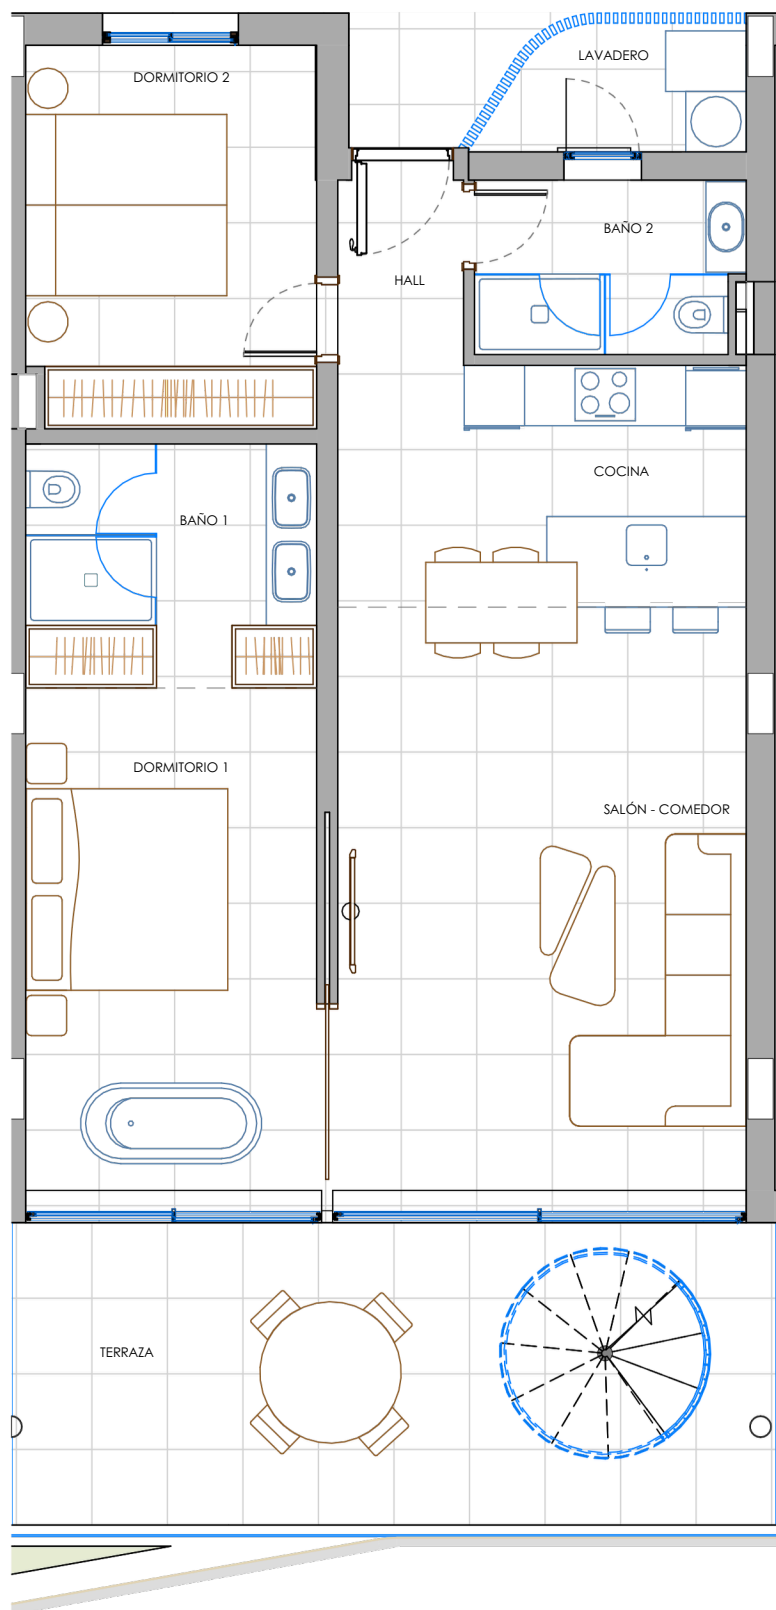 LAVADERO
DORMITORIO 2
BAÑO 2
HALL
COCINA
BAÑO 1
DORMITORIO 1
SALÓN - COMEDOR
TERRAZA